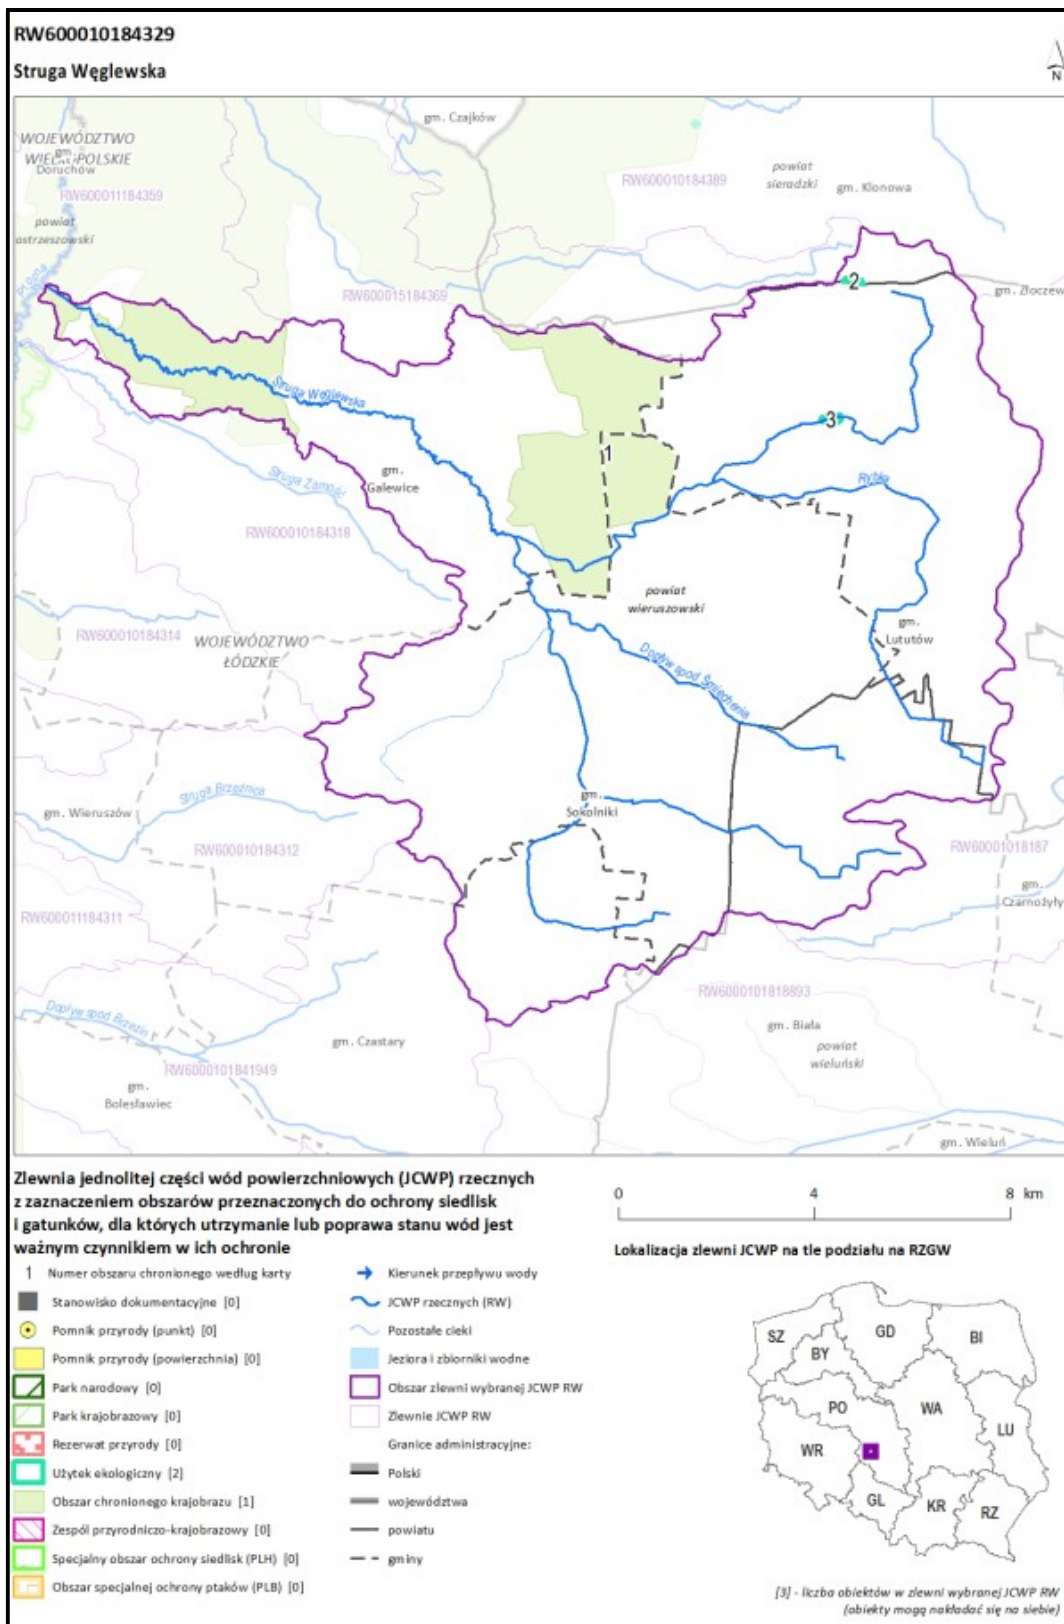 RW600010184329
Struga Węglewska
N
gm. Czajków
WOJEWÓDZTWO
WIELKOPOLSKIE
gm.
Doruchów
RW600011184359
powiat
ostrzeszowski
powiat
sieradzki
RW600010184389
gm. Klonowa
Prosna
RW600015184369
2
gm. Złoczew
Struga Węglewska
3
1
gm.
Galewice
Struga Zamość
Rybka
RW600010184318
powiat
wieruszowski
RW600010184314
WOJEWÓDZTWO
ŁÓDZKIE
gm.
Lututów
Dopływ spod Śmiechenia
Struga Brzeźnica
gm. Wieruszów
gm.
Sokolniki
RW600010184312
RW60001018187
gm.
Czarnożyły
RW600011184311
RW6000101818893
Dopływ spod Brzezin
gm. Biała
gm. Czastary
powiat
wieluński
RW6000101841949
gm.
Bolesławiec
gm. Wieluń
Zlewnia jednolitej części wód powierzchniowych (JCWP) rzecznych
z zaznaczeniem obszarów przeznaczonych do ochrony siedlisk
i gatunków, dla których utrzymanie lub poprawa stanu wód jest
ważnym czynnikiem w ich ochronie
0 4 8 km
Lokalizacja zlewni JCWP na tle podziału na RZGW
1 Numer obszaru chronionego według karty
Stanowisko dokumentacyjne [0]
Pomnik przyrody (punkt) [0]
Pomnik przyrody (powierzchnia) [0]
Park narodowy [0]
Park krajobrazowy [0]
Rezerwat przyrody [0]
Użytek ekologiczny [2]
Obszar chronionego krajobrazu [1]
Zespół przyrodniczo-krajobrazowy [0]
Specjalny obszar ochrony siedlisk (PLH) [0]
Obszar specjalnej ochrony ptaków (PLB) [0]
Kierunek przepływu wody
JCWP rzecznych (RW)
Pozostałe cieki
Jeziora i zbiorniki wodne
Obszar zlewni wybranej JCWP RW
Zlewnie JCWP RW
Granice administracyjne:
Polski
województwa
powiatu
gminy
SZ
GD
BI
BY
PO
WA
LU
WR
GL
KR
RZ
[3] - liczba obiektów w zlewni wybranej JCWP RW
(obiekty mogą nakładać się na siebie)